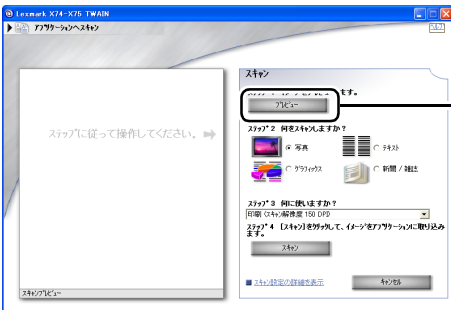 Lexmark X74-X75 TWAIN
アプリケーションへスキャン
ヘルプ
スキャン
ます。
プレビュー
ステップに従って操作してください。
ステップ 2 何をスキャンしますか?
写真
テキスト
グラフィックス
新聞 / 雑誌
ステップ 3 何に使いますか?
印刷 (スキャン解像度 150 DPI)
ステップ 4 [スキャン]をクリックして、イメージをアプリケーションに取り込み
ます。
スキャン
スキャン設定の詳細を表示
キャンセル
スキャンプレビュー